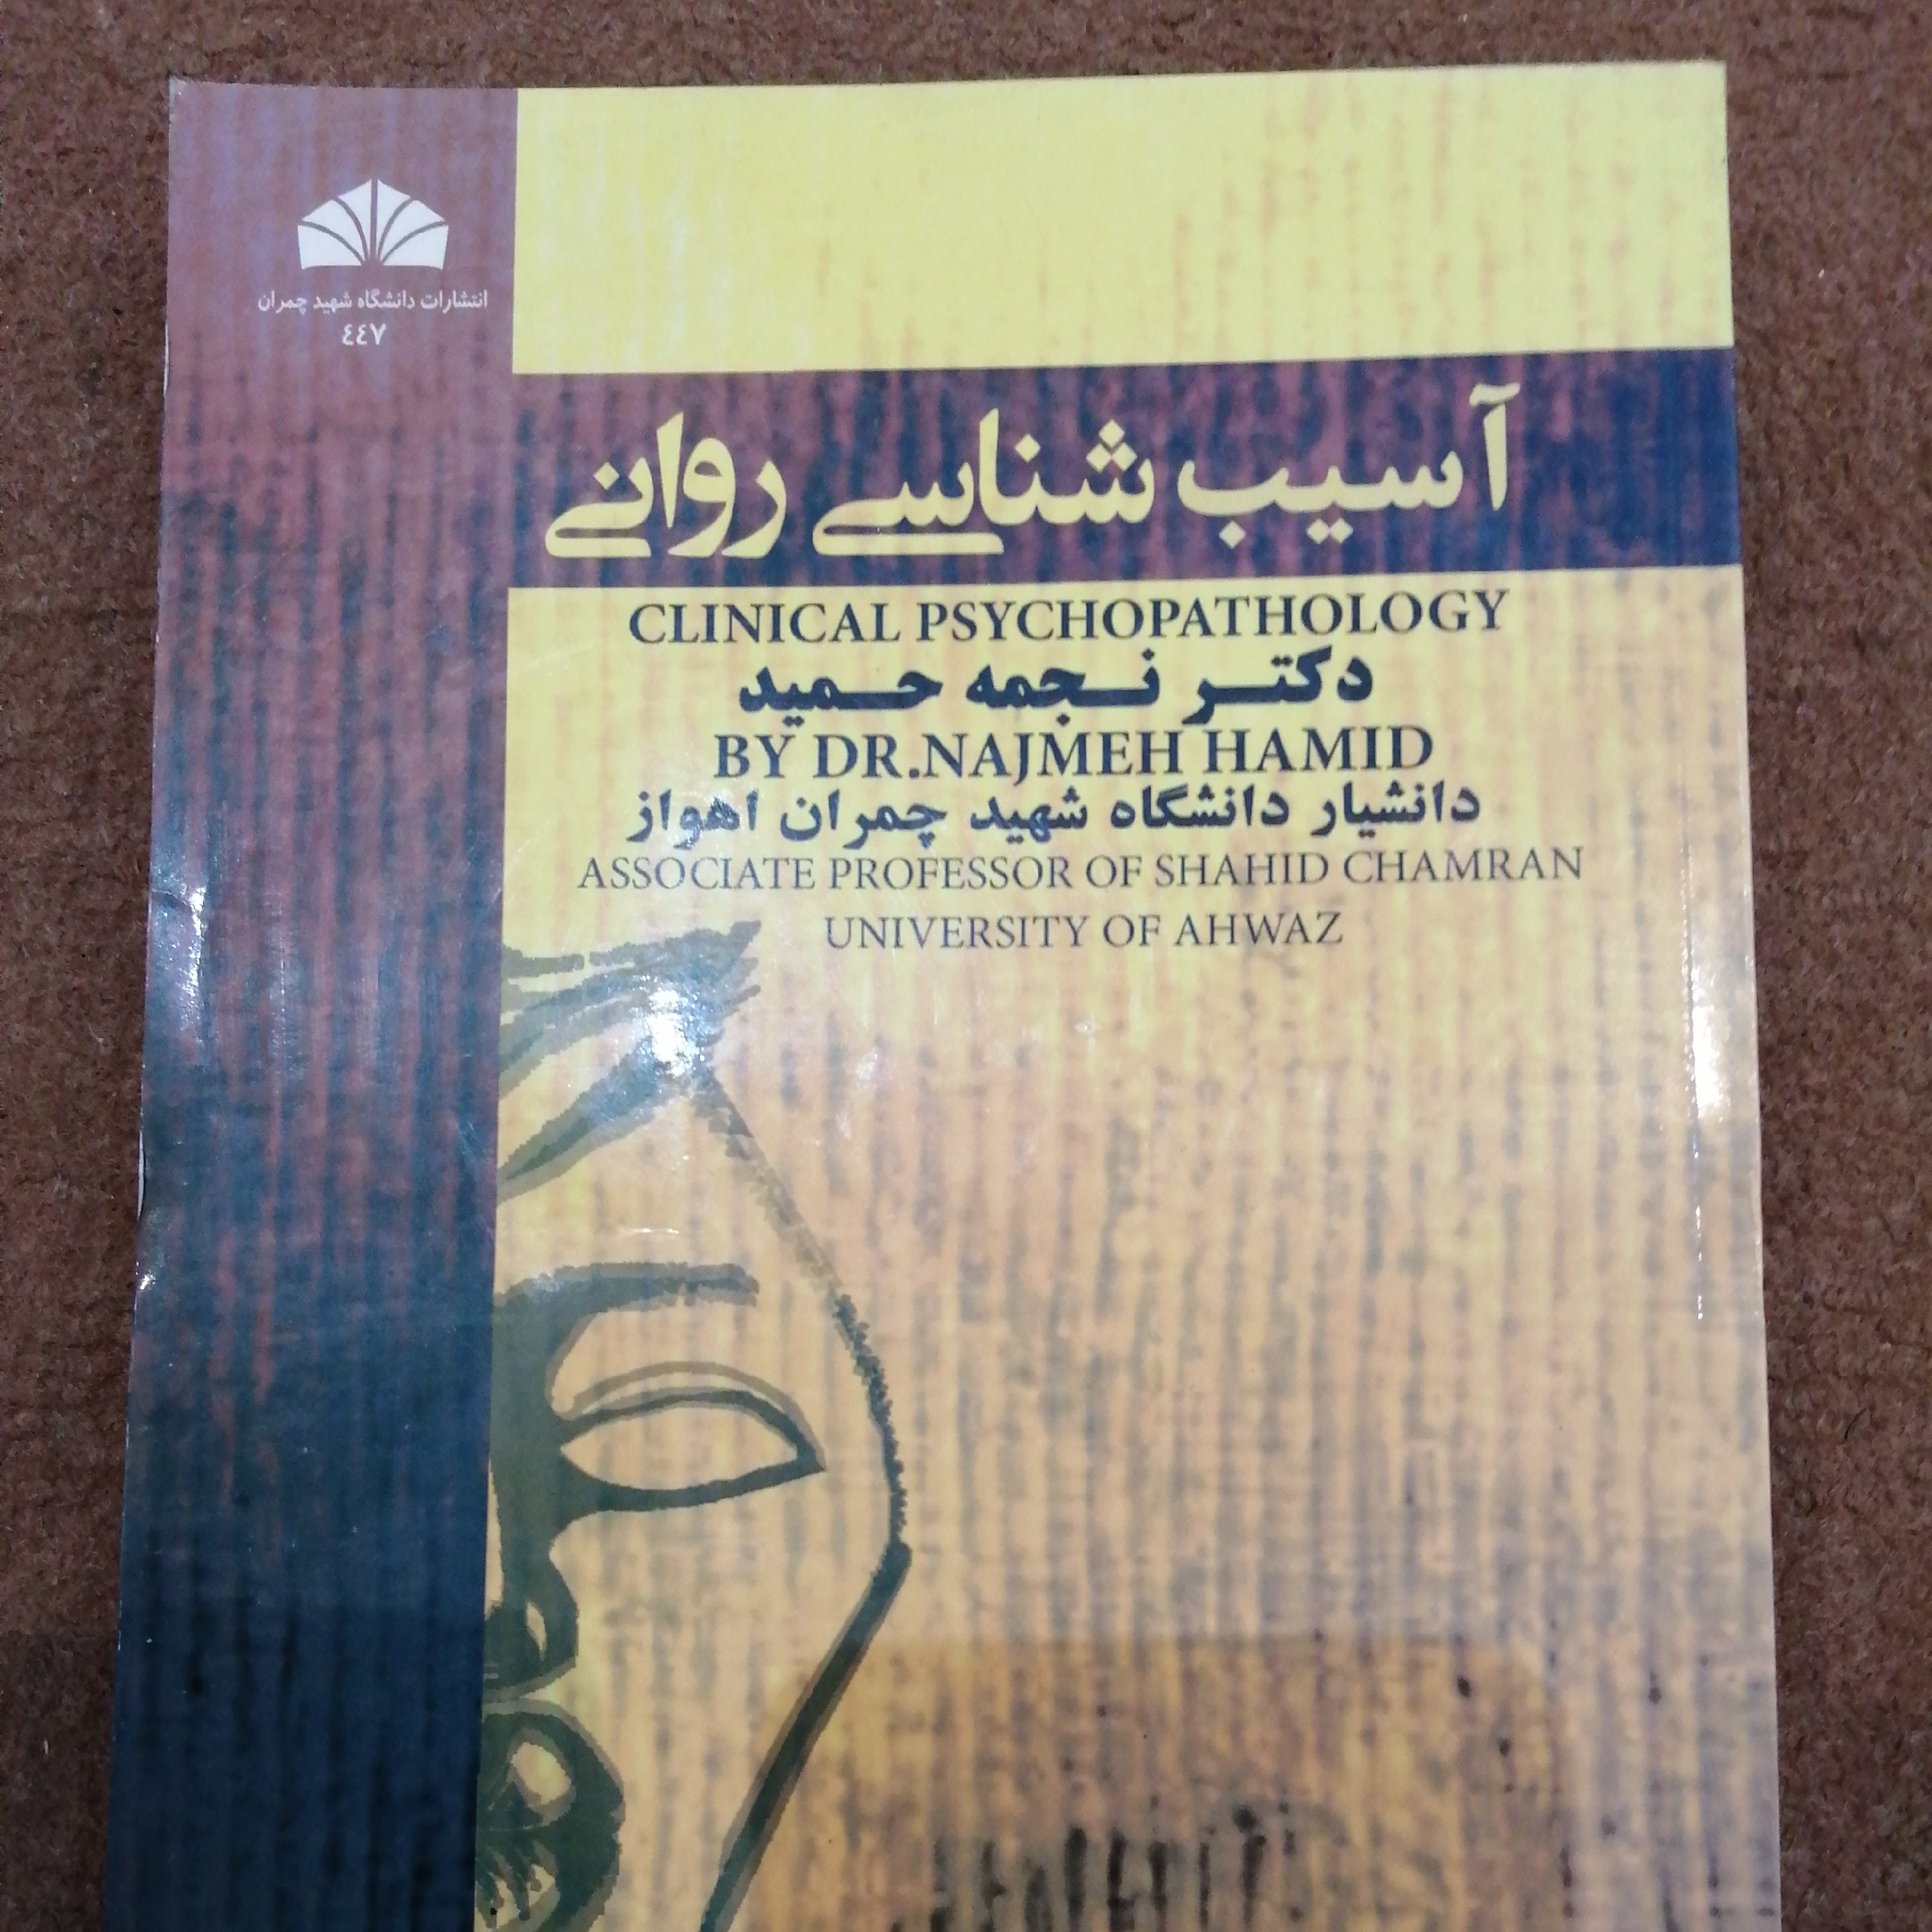 انتشارات دانشگاه شهید چمران
٤٤٧
آسیب شناسی روانی
CLINICAL PSYCHOPATHOLOGY
دکتر نجمه حمید
BY DR.NAJMEH HAMID
دانشیار دانشگاه شهید چمران اهواز
ASSOCIATE PROFESSOR OF SHAHID CHAMRAN
UNIVERSITY OF AHWAZ